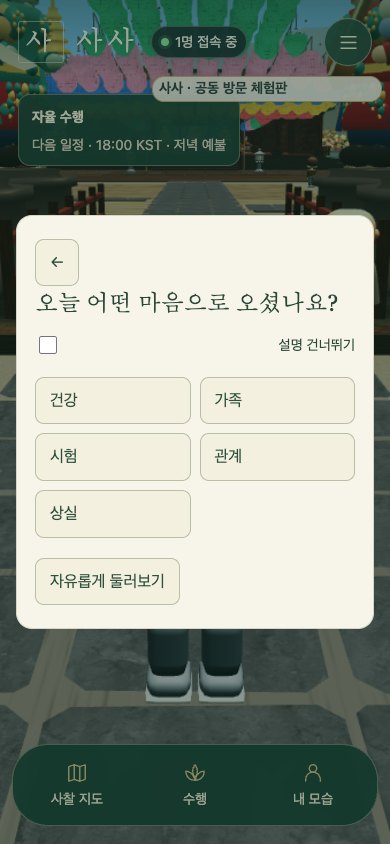 사 사사
1명 접속 중
사사 · 공동 방문 체험판
자율 수행
다음 일정 · 18:00 KST · 저녁 예불
오늘 어떤 마음으로 오셨나요?
설명 건너뛰기
건강
가족
시험
관계
상실
자유롭게 둘러보기
사찰 지도
수행
내 모습